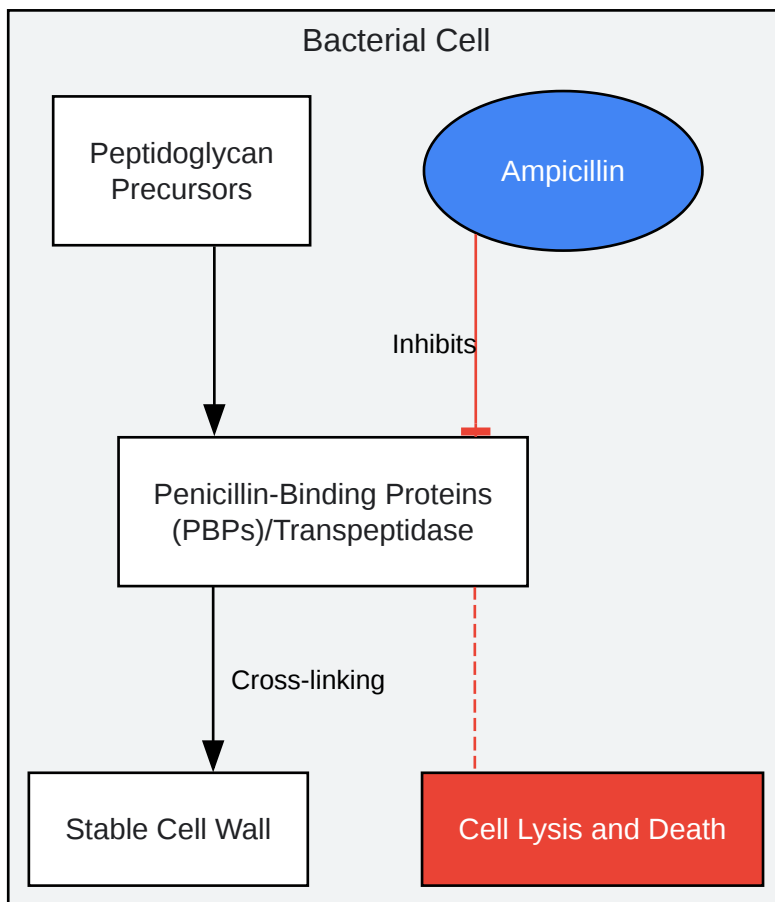 Bacterial Cell
Peptidoglycan
Precursors
Ampicillin
Inhibits
Penicillin-Binding Proteins
(PBPs)/Transpeptidase
Cross-linking
Stable Cell Wall
Cell Lysis and Death